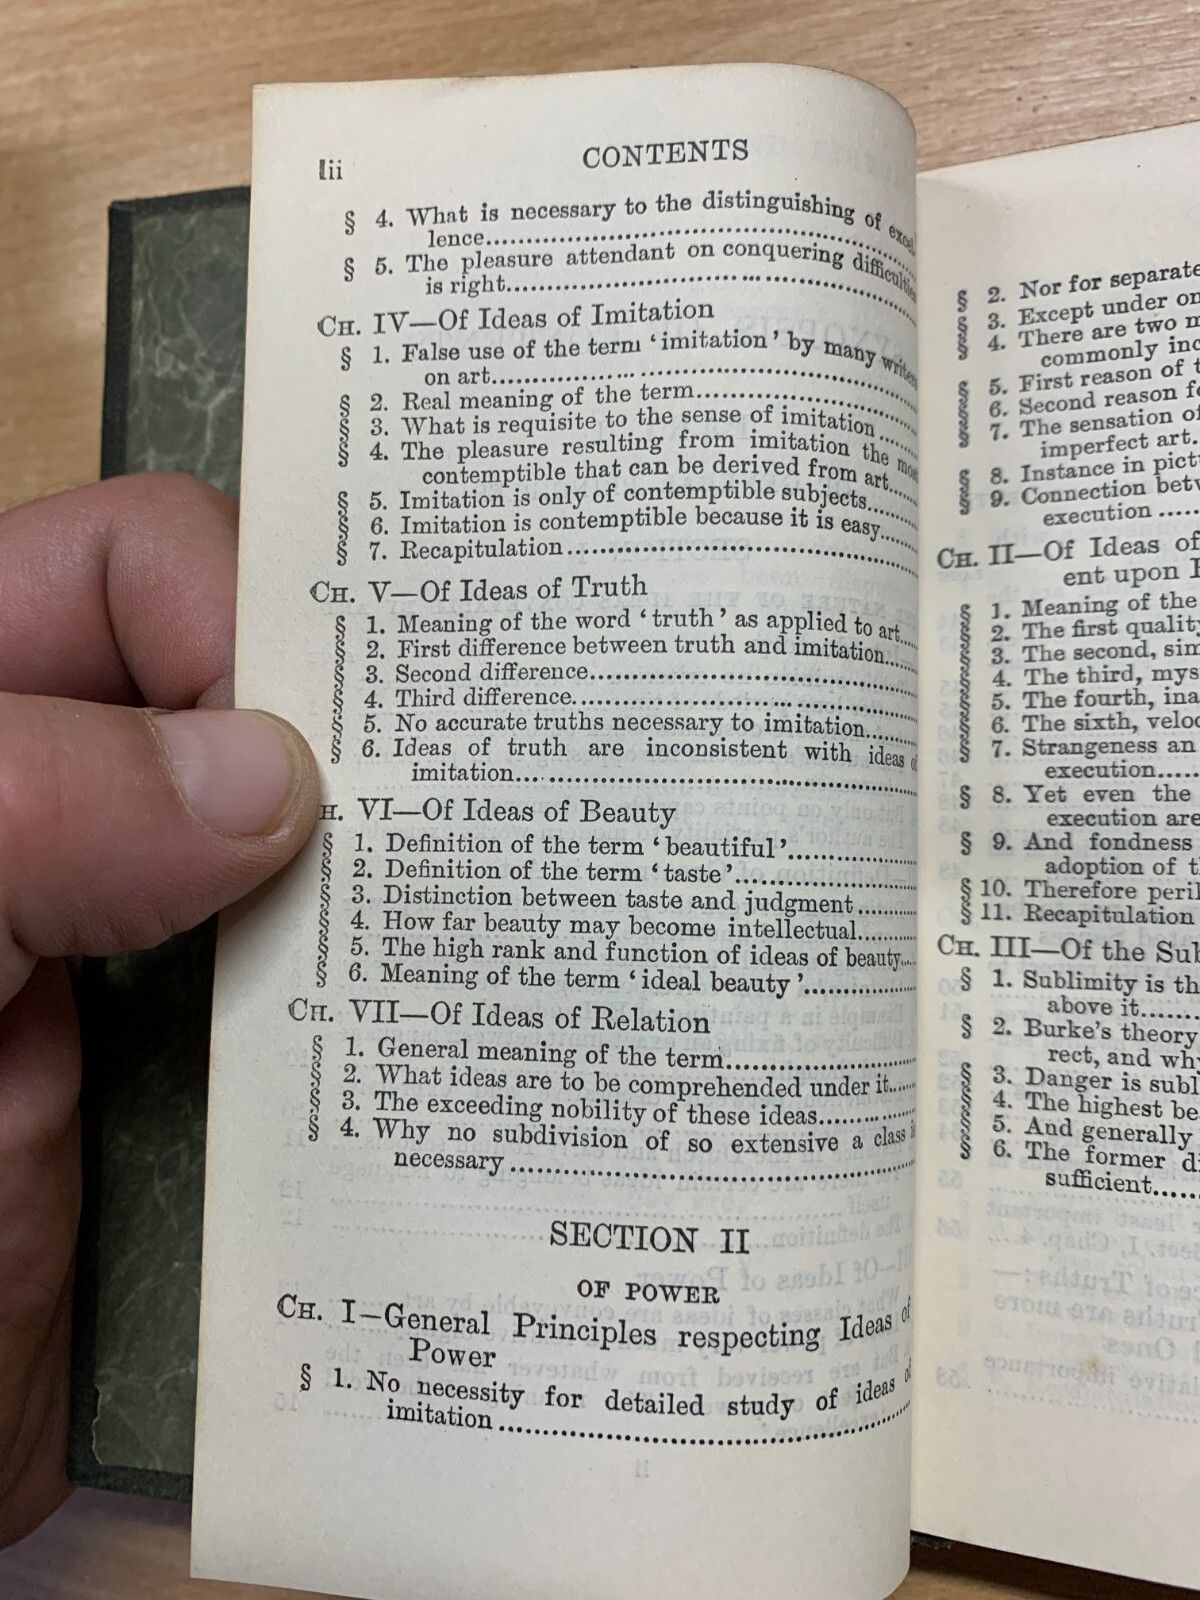 lii
CONTENTS
§ 4. What is necessary to the distinguishing of excel-
lence
§ 5. The pleasure attendant on conquering difficulties
is right
CH. IV—Of Ideas of Imitation
§ 1. False use of the term ‘imitation’ by many writers
on art
§ 2. Real meaning of the term
§ 3. What is requisite to the sense of imitation
§ 4. The pleasure resulting from imitation the most
contemptible that can be derived from art
§ 5. Imitation is only of contemptible subjects
§ 6. Imitation is contemptible because it is easy
§ 7. Recapitulation
CH. V—Of Ideas of Truth
§ 1. Meaning of the word ‘truth’ as applied to art
§ 2. First difference between truth and imitation
§ 3. Second difference
§ 4. Third difference
§ 5. No accurate truths necessary to imitation
§ 6. Ideas of truth are inconsistent with ideas of
imitation
H. VI—Of Ideas of Beauty
§ 1. Definition of the term ‘beautiful’
§ 2. Definition of the term ‘taste’
§ 3. Distinction between taste and judgment
§ 4. How far beauty may become intellectual
§ 5. The high rank and function of ideas of beauty
§ 6. Meaning of the term ‘ideal beauty’
CH. VII—Of Ideas of Relation
§ 1. General meaning of the term
§ 2. What ideas are to be comprehended under it
§ 3. The exceeding nobility of these ideas
§ 4. Why no subdivision of so extensive a class is
necessary
SECTION II
OF POWER
CH. I—General Principles respecting Ideas of
Power
§ 1. No necessity for detailed study of ideas of
imitation
§ 2. Nor for separate
§ 3. Except under on
§ 4. There are two m
commonly inc
§ 5. First reason of t
§ 6. Second reason fo
§ 7. The sensation of
imperfect art.
§ 8. Instance in pict
§ 9. Connection betw
execution
CH. II—Of Ideas of
ent upon
§ 1. Meaning of the
§ 2. The first quality
§ 3. The second, sim
§ 4. The third, mys
§ 5. The fourth, ina
§ 6. The sixth, veloc
§ 7. Strangeness an
execution
§ 8. Yet even the
execution are
§ 9. And fondness
adoption of t
§ 10. Therefore peril
§ 11. Recapitulation
CH. III—Of the Sub
§ 1. Sublimity is th
above it
§ 2. Burke's theory
rect, and why
§ 3. Danger is subl
§ 4. The highest be
§ 5. And generally
§ 6. The former di
sufficient